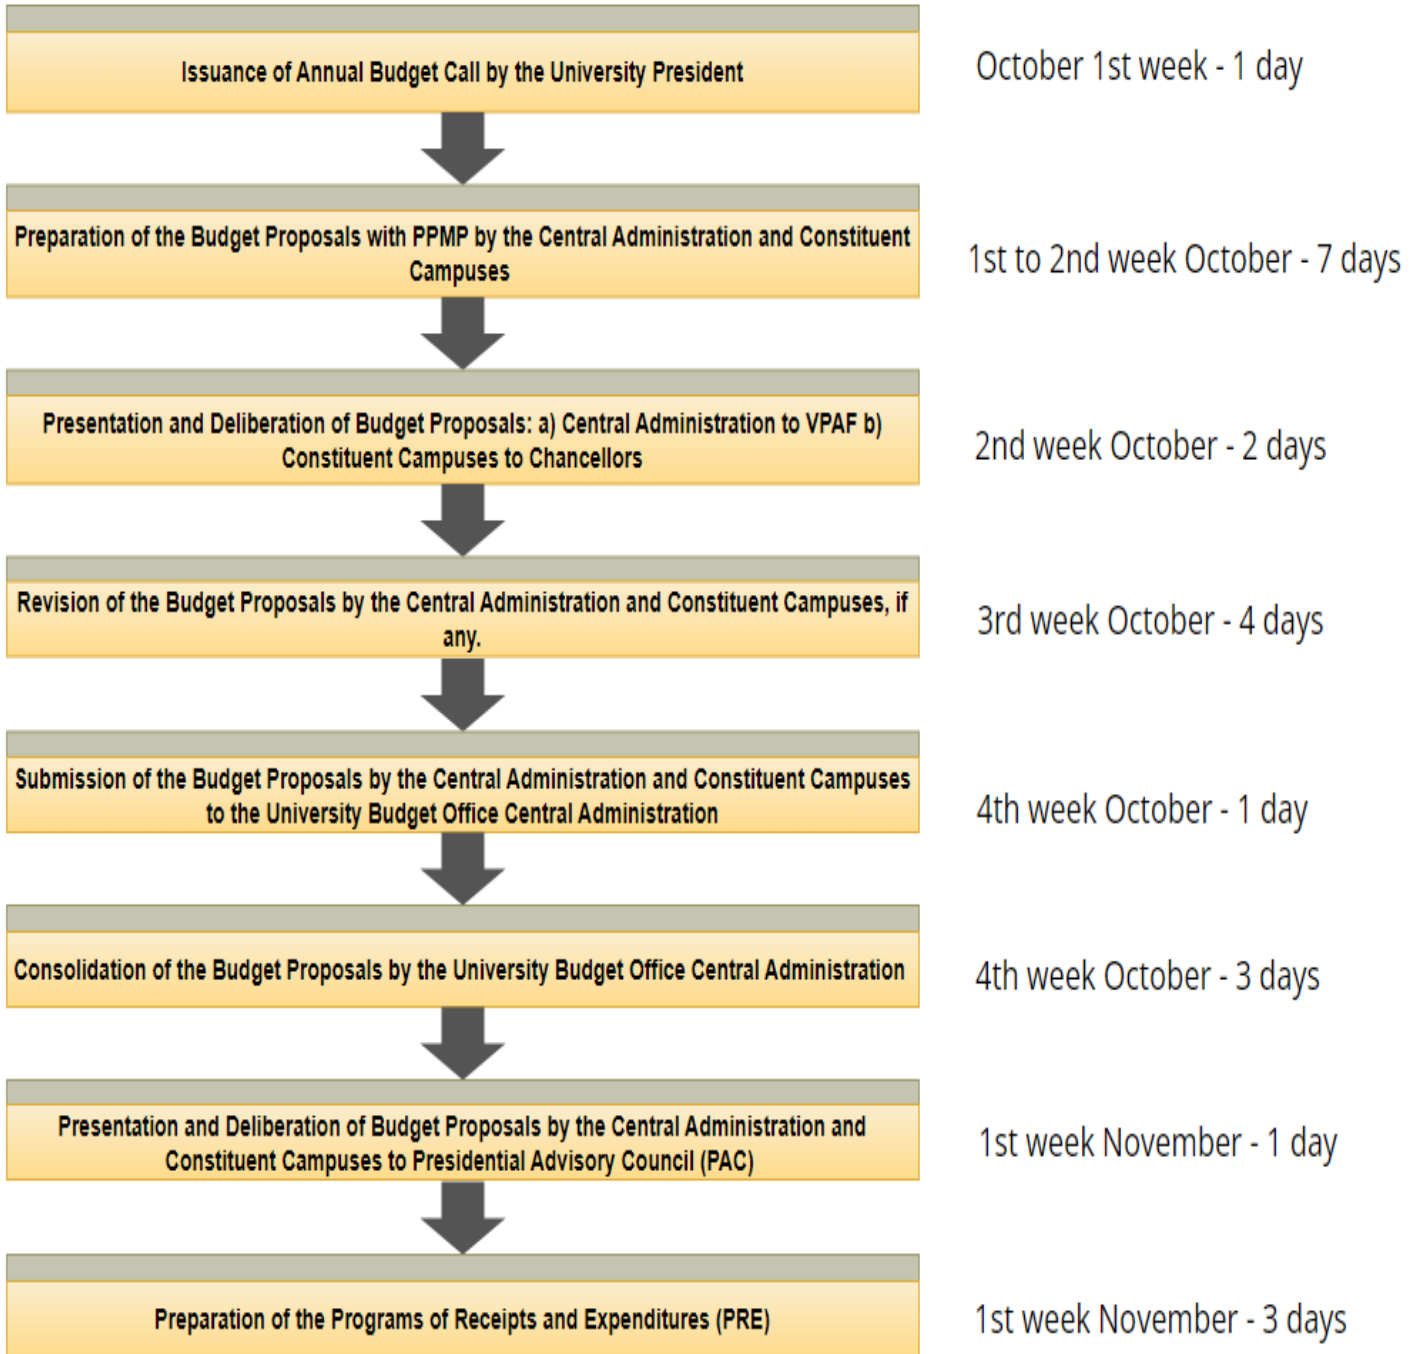 Issuance of Annual Budget Call by the University President
October 1st week - 1 day
Preparation of the Budget Proposals with PPMP by the Central Administration and Constituent
Campuses
1st to 2nd week October - 7 days
Presentation and Deliberation of Budget Proposals: a) Central Administration to VPAF b)
Constituent Campuses to Chancellors
2nd week October - 2 days
Revision of the Budget Proposals by the Central Administration and Constituent Campuses, if
any.
3rd week October - 4 days
Submission of the Budget Proposals by the Central Administration and Constituent Campuses
to the University Budget Office Central Administration
4th week October - 1 day
Consolidation of the Budget Proposals by the University Budget Office Central Administration
4th week October - 3 days
Presentation and Deliberation of Budget Proposals by the Central Administration and
Constituent Campuses to Presidential Advisory Council (PAC)
1st week November - 1 day
Preparation of the Programs of Receipts and Expenditures (PRE)
1st week November - 3 days